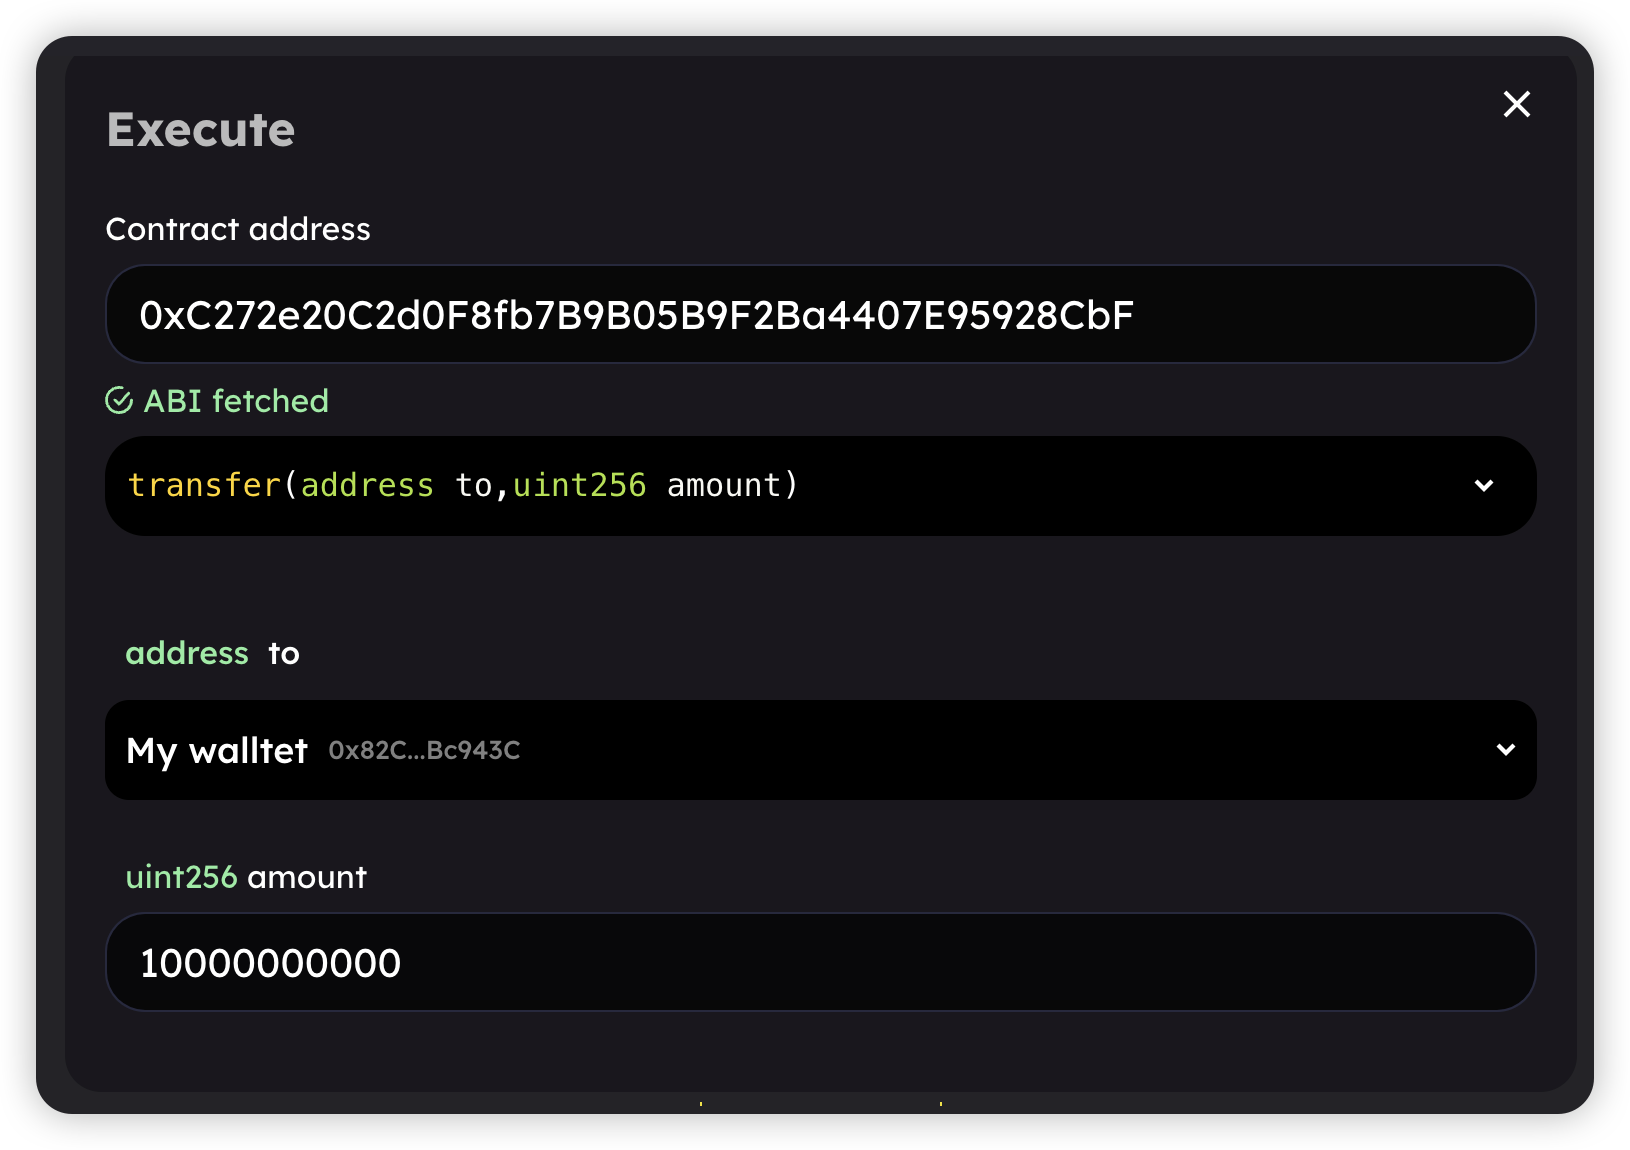 Execute
Contract address
0xC272e20C2d0F8fb7B9B05B9F2Ba4407E95928CbF
ABI fetched
transfer(address to,uint256 amount)
address to
My walltet 0x82C...Bc943C
uint256 amount
10000000000